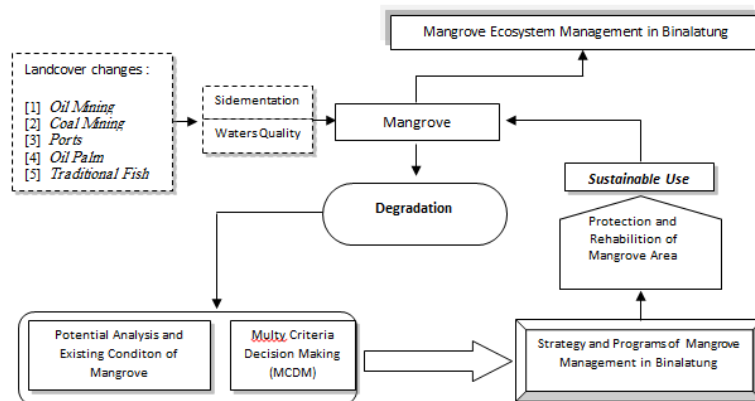 Mangrove Ecosystem Management in Binalatung
Landcover changes :
[1] Oil Mining
[2] Coal Mining
[3] Ports
[4] Oil Palm
[5] Traditional Fish
Sidementation
Waters Quality
Mangrove
Degradation
Sustainable Use
Protection and
Rehabilition of
Mangrove Area
Potential Analysis and
Existing Conditon of
Mangrove
Multy Criteria
Decision Making
(MCDM)
Strategy and Programs of Mangrove
Management in Binalatung